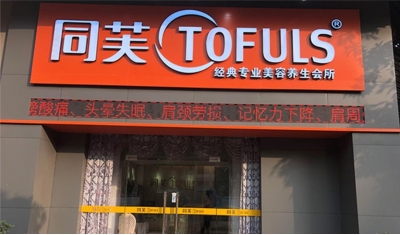 同芙 TOFULS®
经典专业美容养生会所
膀酸痛、头晕失眠、肩颈劳损、记忆力下降、肩周